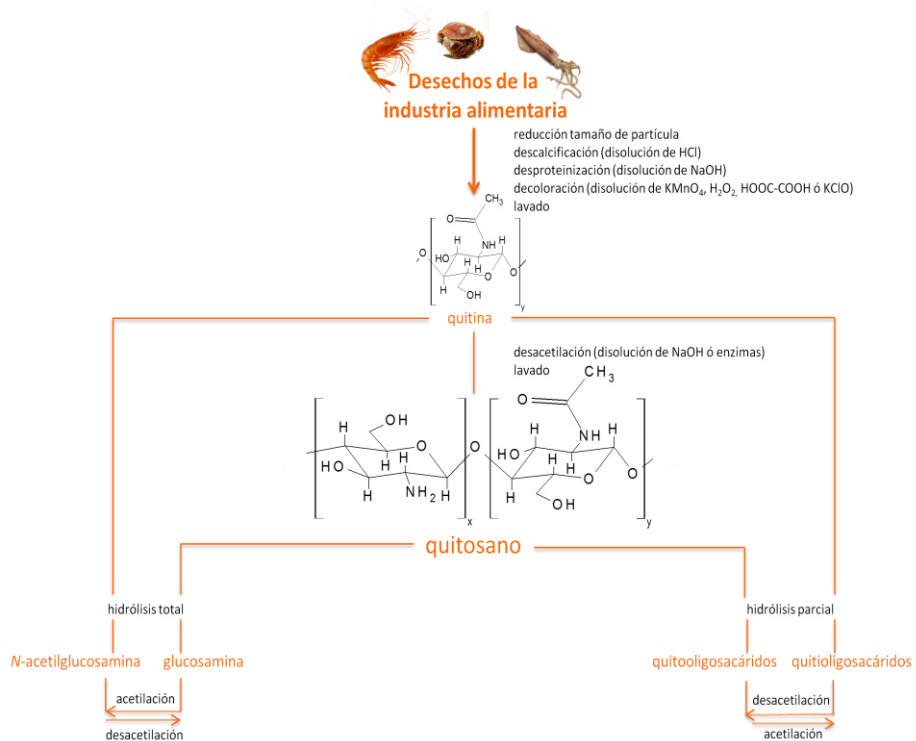 Desechos de la
industria alimentaria
reducción tamaño de partícula
descalcificación (disolución de HCl)
desproteinización (disolución de NaOH)
decoloración (disolución de KMnO₄, H₂O₂, HOOC-COOH ó KClO)
lavado
CH₃
O
H NH H
O HO H O
H H O
H
OH
y
quitina
desacetilación (disolución de NaOH ó enzimas)
lavado
CH₃
O
OH
H NH H
H O O HO H
HO H H O O
H NH₂ H H H
OH
x y
quitosano
hidrólisis total hidrólisis parcial
N-acetilglucosamina glucosamina quitooligosacáridos quitioligosacáridos
acetilación desacetilación
desacetilación acetilación